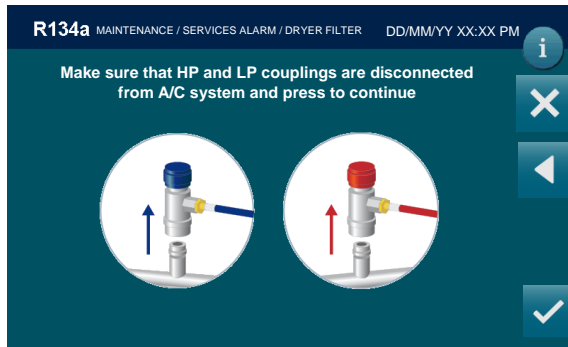 R134a MAINTENANCE / SERVICES ALARM / DRYER FILTER DD/MM/YY XX:XX PM
i
Make sure that HP and LP couplings are disconnected
from A/C system and press to continue